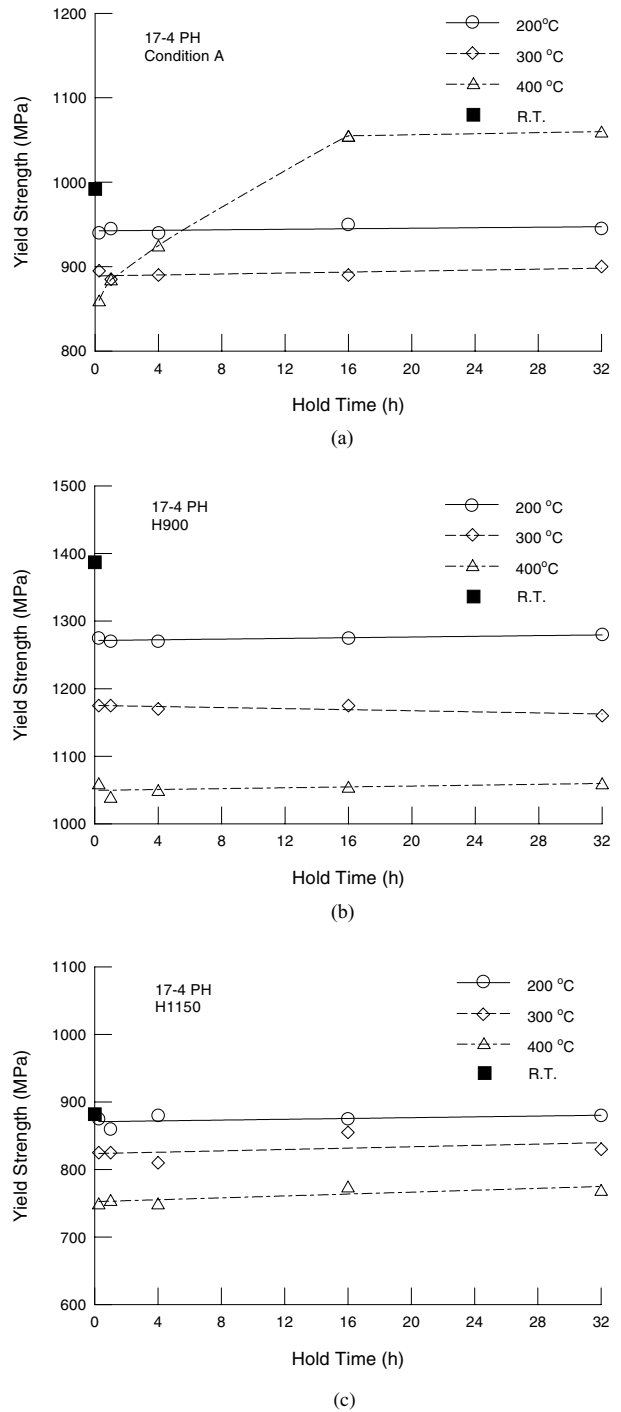 1200
17-4 PH
Condition A
200°C
300 °C
400 °C
R.T.
1100
1000
900
800
Yield Strength (MPa)
0 4 8 12 16 20 24 28 32
Hold Time (h)
(a)
1500
17-4 PH
H900
200 °C
300 °C
400°C
R.T.
1400
1300
1200
1100
1000
Yield Strength (MPa)
0 4 8 12 16 20 24 28 32
Hold Time (h)
(b)
1100
17-4 PH
H1150
200 °C
300 °C
400 °C
R.T.
1000
900
800
700
600
Yield Strength (MPa)
0 4 8 12 16 20 24 28 32
Hold Time (h)
(c)